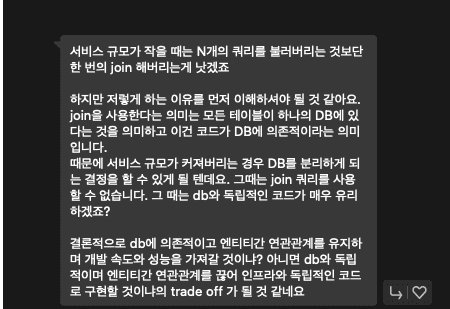 서비스 규모가 작을 때는 N개의 쿼리를 불러버리는 것보단
한 번의 join 해버리는게 낫겠죠
하지만 저렇게 하는 이유를 먼저 이해하셔야 될 것 같아요.
join을 사용한다는 의미는 모든 테이블이 하나의 DB에 있
다는 것을 의미하고 이건 코드가 DB에 의존적이라는 의미
입니다.
때문에 서비스 규모가 커져버리는 경우 DB를 분리하게 되
는 결정을 할 수 있게 될 텐데요. 그때는 join 쿼리를 사용
할 수 없습니다. 그 때는 db와 독립적인 코드가 매우 유리
하겠죠?
결론적으로 db에 의존적이고 엔티티간 연관관계를 유지하
며 개발 속도와 성능을 가져갈 것이냐? 아니면 db와 독립
적이며 엔티티간 연관관계를 끊어 인프라와 독립적인 코드
로 구현할 것이냐의 trade off 가 될 것 같네요